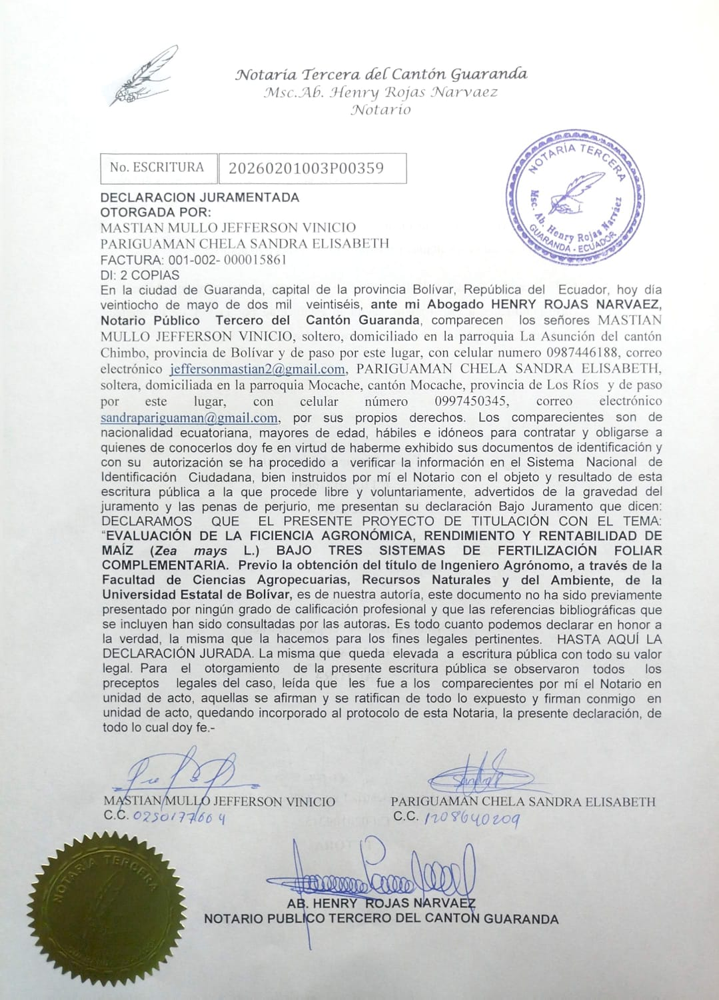 Notaría Tercera del Cantón Guaranda
Msc.Ab. Henry Rojas Narvaez
Notario
No. ESCRITURA 20260201003P00359
NOTARÍA TERCERA
Msc. Ab. Henry Rojas Narváez
GUARANDA - ECUADOR
DECLARACION JURAMENTADA
OTORGADA POR:
MASTIAN MULLO JEFFERSON VINICIO
PARIGUAMAN CHELA SANDRA ELISABETH
FACTURA: 001-002- 000015861
DI: 2 COPIAS
En la ciudad de Guaranda, capital de la provincia Bolívar, República del Ecuador, hoy día
veintiocho de mayo de dos mil veintiséis, ante mi Abogado HENRY ROJAS NARVAEZ,
Notario Público Tercero del Cantón Guaranda, comparecen los señores MASTIAN
MULLO JEFFERSON VINICIO, soltero, domiciliado en la parroquia La Asunción del cantón
Chimbo, provincia de Bolívar y de paso por este lugar, con celular numero 0987446188, correo
electrónico jeffersonmastian2@gmail.com, PARIGUAMAN CHELA SANDRA ELISABETH,
soltera, domiciliada en la parroquia Mocache, cantón Mocache, provincia de Los Ríos y de paso
por este lugar, con celular número 0997450345, correo electrónico
sandrapariguaman@gmail.com, por sus propios derechos. Los comparecientes son de
nacionalidad ecuatoriana, mayores de edad, hábiles e idóneos para contratar y obligarse a
quienes de conocerlos doy fe en virtud de haberme exhibido sus documentos de identificación y
con su autorización se ha procedido a verificar la información en el Sistema Nacional de
Identificación Ciudadana, bien instruidos por mí el Notario con el objeto y resultado de esta
escritura pública a la que procede libre y voluntariamente, advertidos de la gravedad del
juramento y las penas de perjurio, me presentan su declaración Bajo Juramento que dicen:
DECLARAMOS QUE EL PRESENTE PROYECTO DE TITULACIÓN CON EL TEMA:
“EVALUACIÓN DE LA FICIENCIA AGRONÓMICA, RENDIMIENTO Y RENTABILIDAD DE
MAÍZ (Zea mays L.) BAJO TRES SISTEMAS DE FERTILIZACIÓN FOLIAR
COMPLEMENTARIA. Previo la obtención del título de Ingeniero Agrónomo, a través de la
Facultad de Ciencias Agropecuarias, Recursos Naturales y del Ambiente, de la
Universidad Estatal de Bolívar, es de nuestra autoría, este documento no ha sido previamente
presentado por ningún grado de calificación profesional y que las referencias bibliográficas que
se incluyen han sido consultadas por las autoras. Es todo cuanto podemos declarar en honor a
la verdad, la misma que la hacemos para los fines legales pertinentes. HASTA AQUÍ LA
DECLARACIÓN JURADA. La misma que queda elevada a escritura pública con todo su valor
legal. Para el otorgamiento de la presente escritura pública se observaron todos los
preceptos legales del caso, leída que les fue a los comparecientes por mí el Notario en
unidad de acto, aquellas se afirman y se ratifican de todo lo expuesto y firman conmigo en
unidad de acto, quedando incorporado al protocolo de esta Notaria, la presente declaración, de
todo lo cual doy fe.-
MASTIAN MULLO JEFFERSON VINICIO
C.C. 0250177664
PARIGUAMAN CHELA SANDRA ELISABETH
C.C. 1208640209
NOTARÍA TERCERA
AB. HENRY ROJAS NARVAEZ
NOTARIO PUBLICO TERCERO DEL CANTON GUARANDA